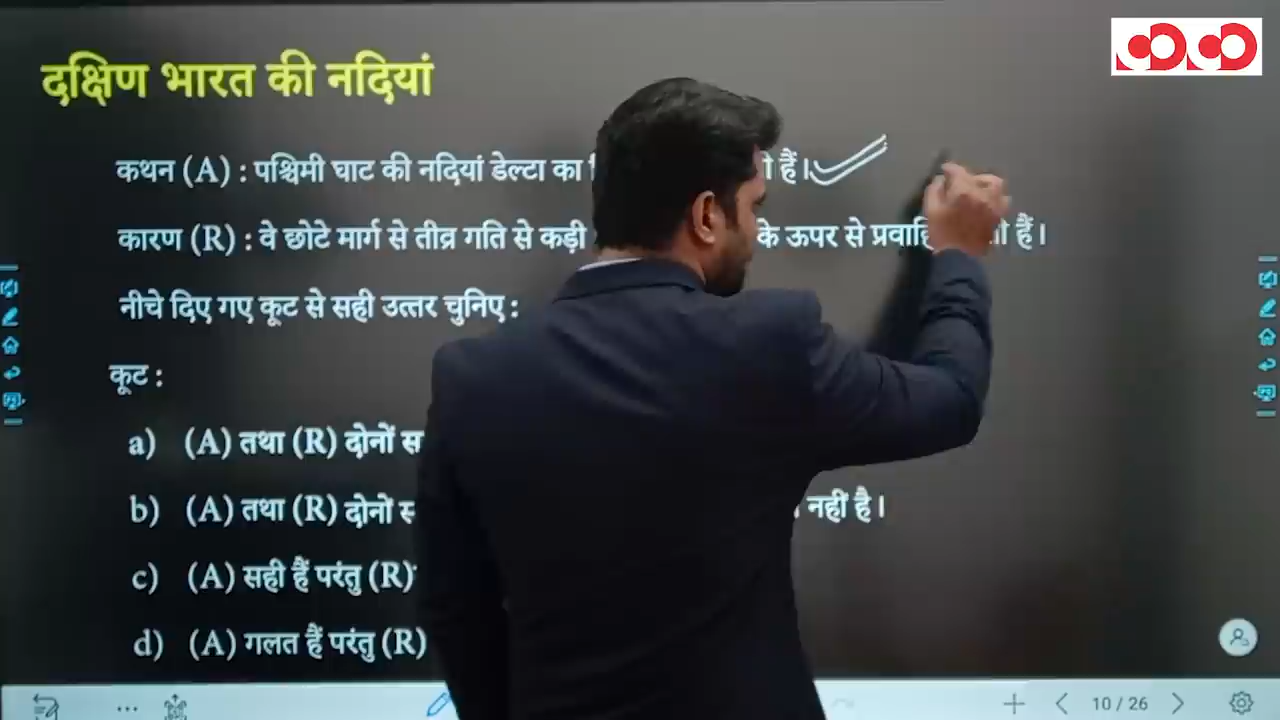 दक्षिण भारत की नदियां
कथन (A) : पश्चिमी घाट की नदियां डेल्टा का हैं।
कारण (R) : वे छोटे मार्ग से तीव्र गति से कड़ी के ऊपर से हैं।
नीचे दिए गए कूट से सही उत्तर चुनिए :
कूट :
a) (A) तथा (R) दोनों
b) (A) तथा (R) दोनों नहीं है।
c) (A) सही हैं परंतु (R)
d) (A) गलत हैं परंतु (R)
10 / 26